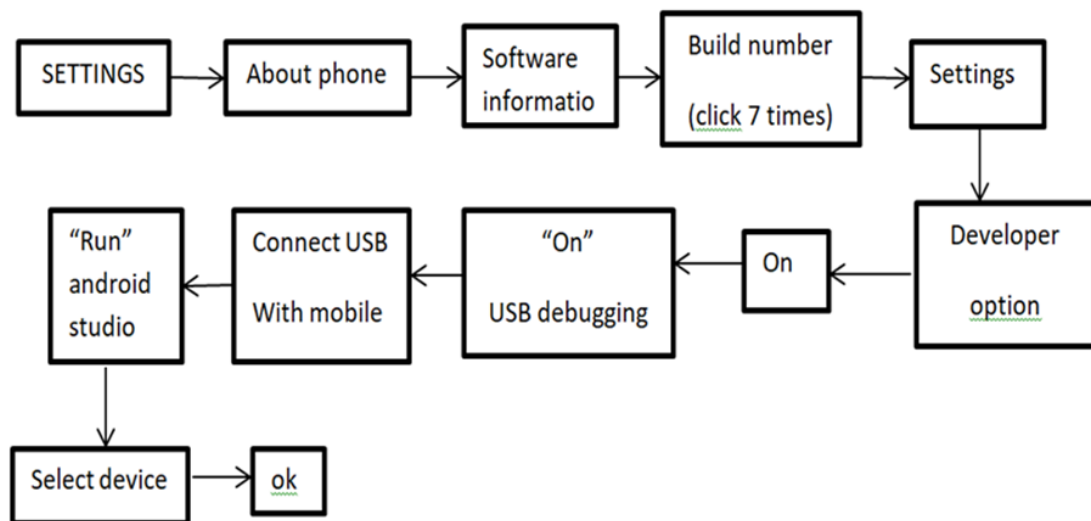 SETTINGS
About phone
Software
informatio
Build number
(click 7 times)
Settings
Developer
option
On
“On”
USB debugging
Connect USB
With mobile
“Run”
android
studio
Select device
ok